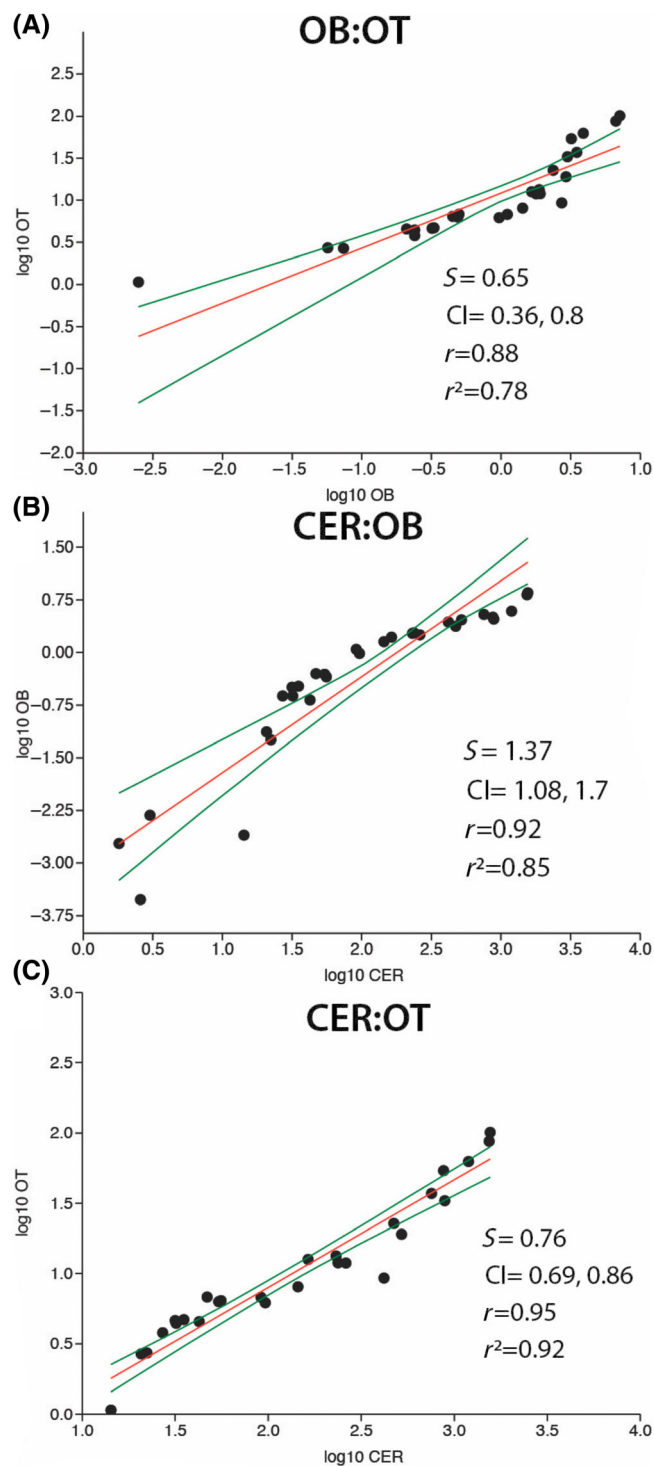 (A)
OB:OT
2.5
2.0
1.5
1.0
0.5
0.0
−0.5
−1.0
−1.5
−2.0
log10 OT
S = 0.65
CI= 0.36, 0.8
r=0.88
r²=0.78
−3.0 −2.5 −2.0 −1.5 −1.0 −0.5 0.0 0.5 1.0
log10 OB
(B)
CER:OB
1.50
0.75
0.00
−0.75
−1.50
−2.25
−3.00
−3.75
log10 OB
S = 1.37
CI= 1.08, 1.7
r=0.92
r²=0.85
0.0 0.5 1.0 1.5 2.0 2.5 3.0 3.5 4.0
log10 CER
(C)
CER:OT
3.0
2.5
2.0
1.5
1.0
0.5
0.0
log10 OT
S = 0.76
CI= 0.69, 0.86
r=0.95
r²=0.92
1.0 1.5 2.0 2.5 3.0 3.5 4.0
log10 CER